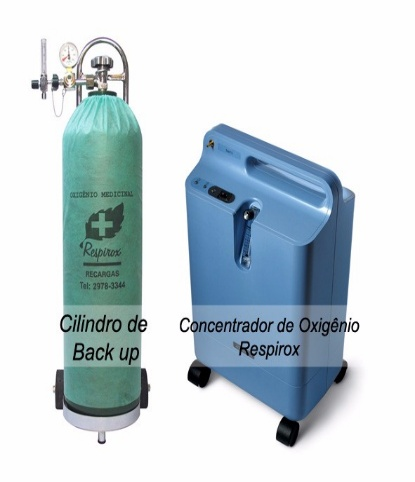 OXIGÊNIO MEDICINAL
Respirox
RECARGAS
Tel: 2978-3344
Cilindro de
Back up
Concentrador de Oxigênio
Respirox